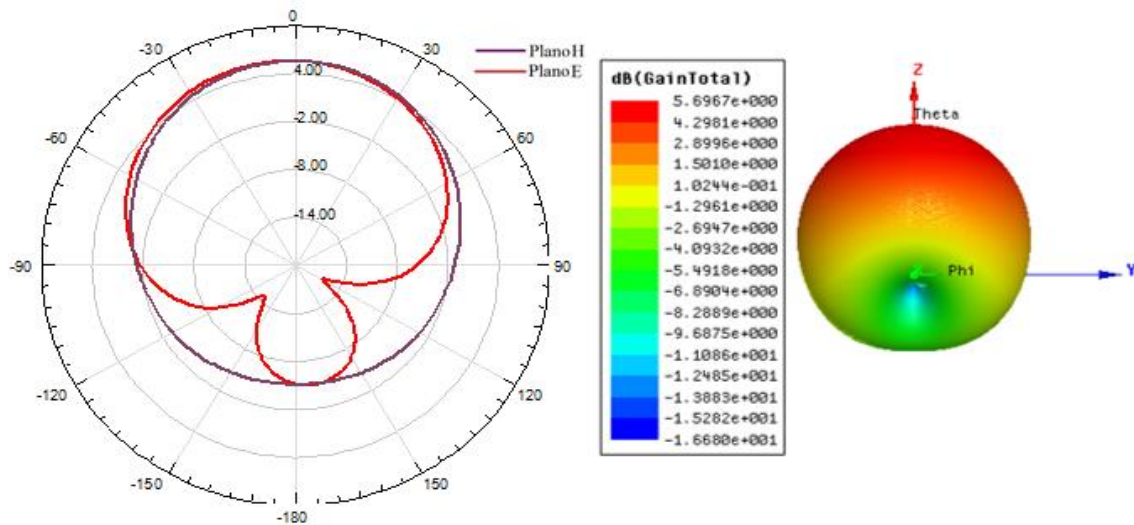 0
30
60
90
120
150
-180
-150
-120
-90
-60
-30
4.00
-2.00
-8.00
-14.00
PlanoH
PlanoE
dB(GainTotal)
5.6967e+000
4.2981e+000
2.8996e+000
1.5010e+000
1.0244e-001
-1.2961e+000
-2.6947e+000
-4.0932e+000
-5.4918e+000
-6.8904e+000
-8.2889e+000
-9.6875e+000
-1.1086e+001
-1.2485e+001
-1.3883e+001
-1.5282e+001
-1.6680e+001
Z
Theta
Phi
Y